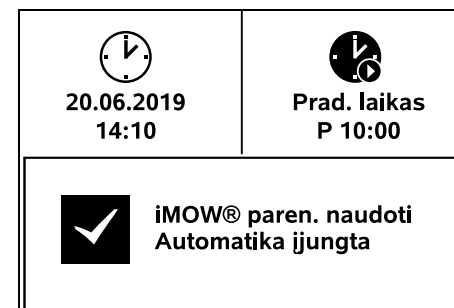 20.06.2019
14:10
Prad. laikas
P 10:00
iMOW® paren. naudoti
Automatika įjungta